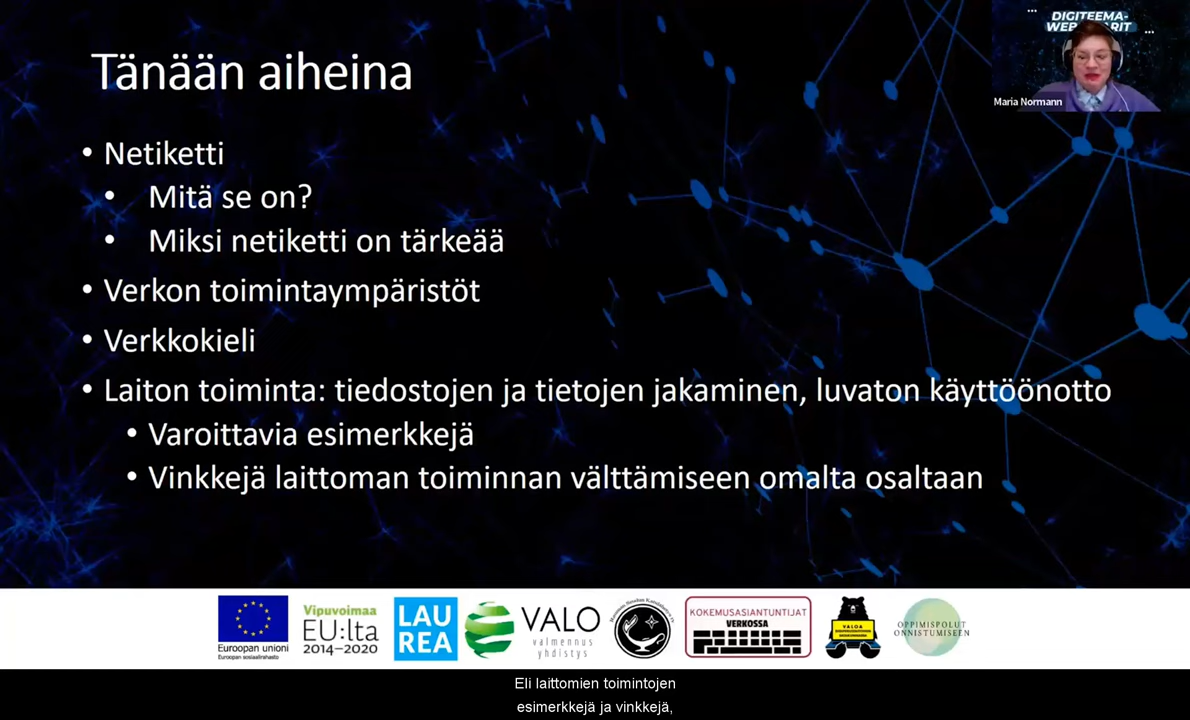 Tänään aiheina
DIGITEEMA-
Maria Normann
• Netiketti
• Mitä se on?
• Miksi netiketti on tärkeää
• Verkon toimintaympäristöt
• Verkkokieli
• Laiton toiminta: tiedostojen ja tietojen jakaminen, luvaton käyttöönotto
• Varoittavia esimerkkejä
• Vinkkejä laittoman toiminnan välttämiseen omalta osaltaan
Euroopan unioni
Euroopan sosiaalirahasto
Vipuvoimaa
EU:lta
2014–2020
LAU
REA
VALO
valmennus
yhdistys
KOKEMUSASIANTUNTIJAT
VERKOSSA
VALOA
OPPIMISPOLUT
ONNISTUMISEEN
Eli laittomien toimintojen
esimerkkejä ja vinkkejä,